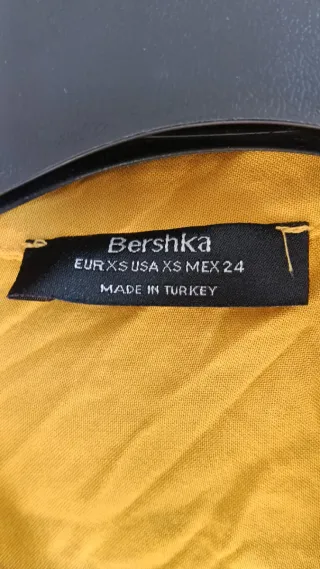 Bershka
EUR XS USA XS MEX 24
MADE IN TURKEY